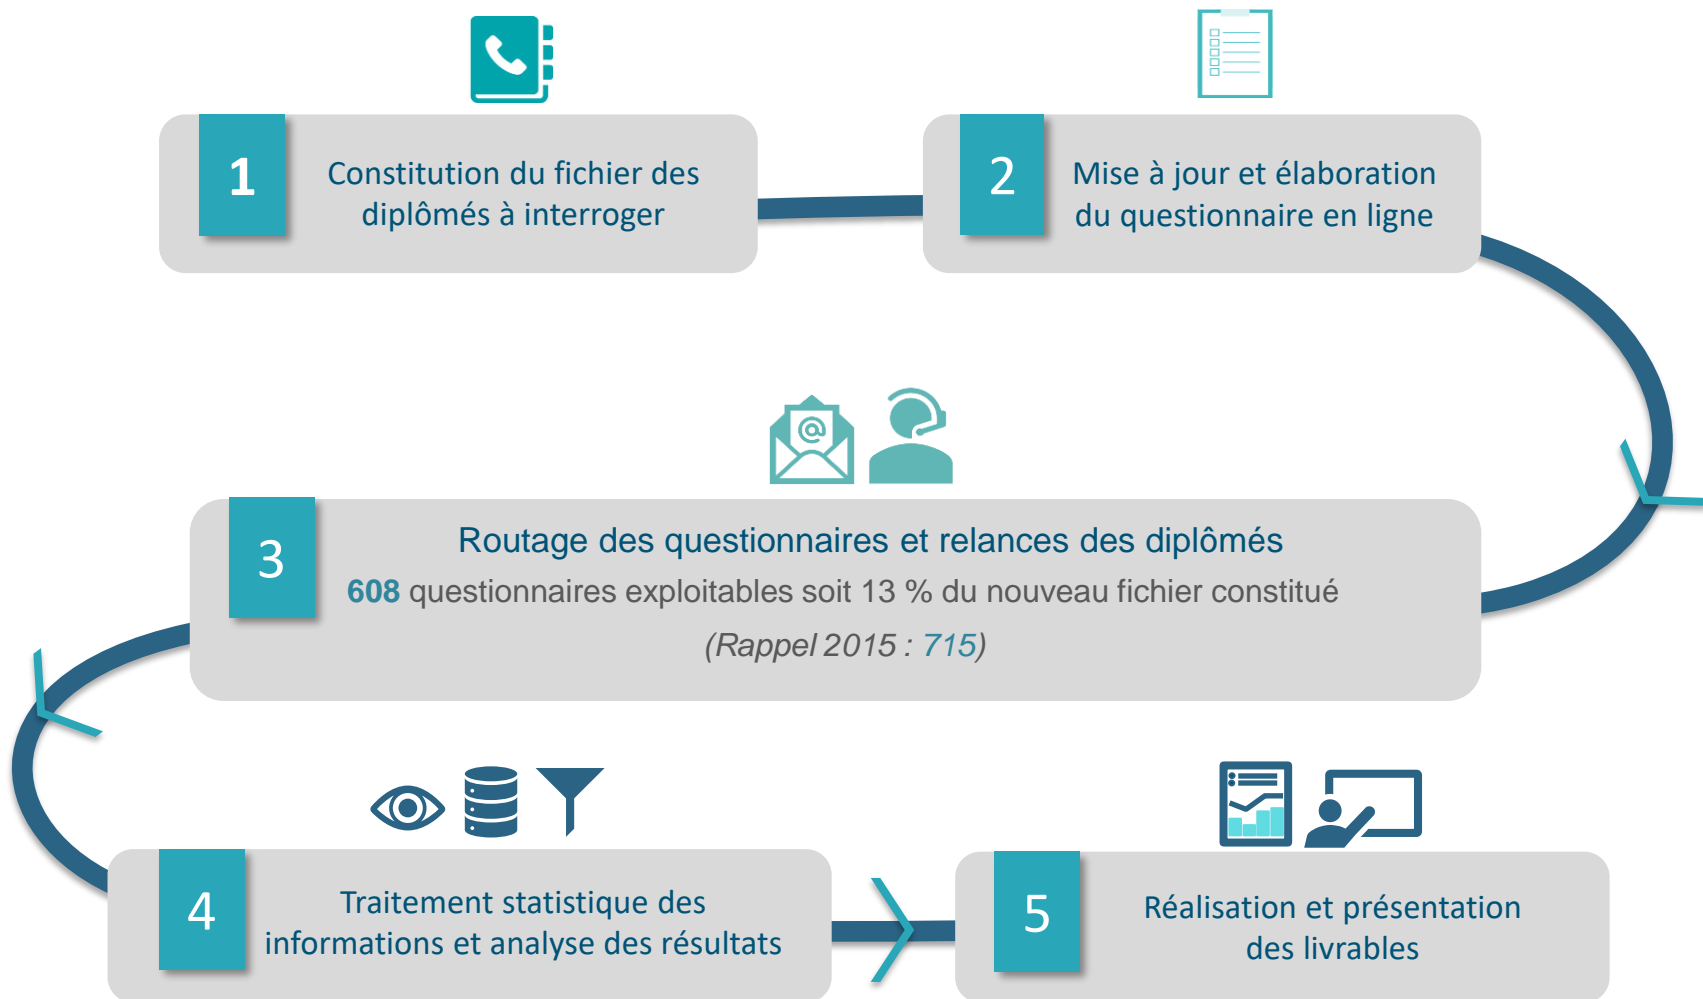 1
Constitution du fichier des
diplômés à interroger
2
Mise à jour et élaboration
du questionnaire en ligne
@
3
Routage des questionnaires et relances des diplômés
608 questionnaires exploitables soit 13 % du nouveau fichier constitué
(Rappel 2015 : 715)
4
Traitement statistique des
informations et analyse des résultats
5
Réalisation et présentation
des livrables